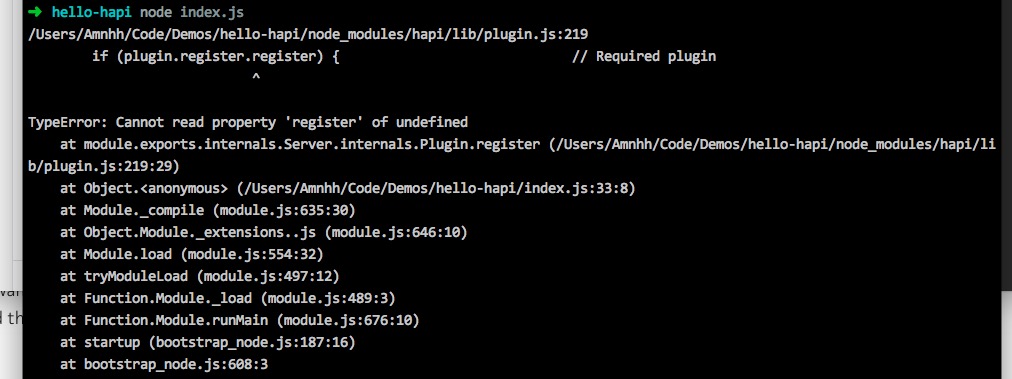 ➜ hello-hapi node index.js
/Users/Amnhh/Code/Demos/hello-hapi/node_modules/hapi/lib/plugin.js:219
        if (plugin.register.register) {                             // Required plugin
                            ^
TypeError: Cannot read property 'register' of undefined
    at module.exports.internals.Server.internals.Plugin.register (/Users/Amnhh/Code/Demos/hello-hapi/node_modules/hapi/li
b/plugin.js:219:29)
    at Object.<anonymous> (/Users/Amnhh/Code/Demos/hello-hapi/index.js:33:8)
    at Module._compile (module.js:635:30)
    at Object.Module._extensions..js (module.js:646:10)
    at Module.load (module.js:554:32)
    at tryModuleLoad (module.js:497:12)
    at Function.Module._load (module.js:489:3)
    at Function.Module.runMain (module.js:676:10)
    at startup (bootstrap_node.js:187:16)
    at bootstrap_node.js:608:3